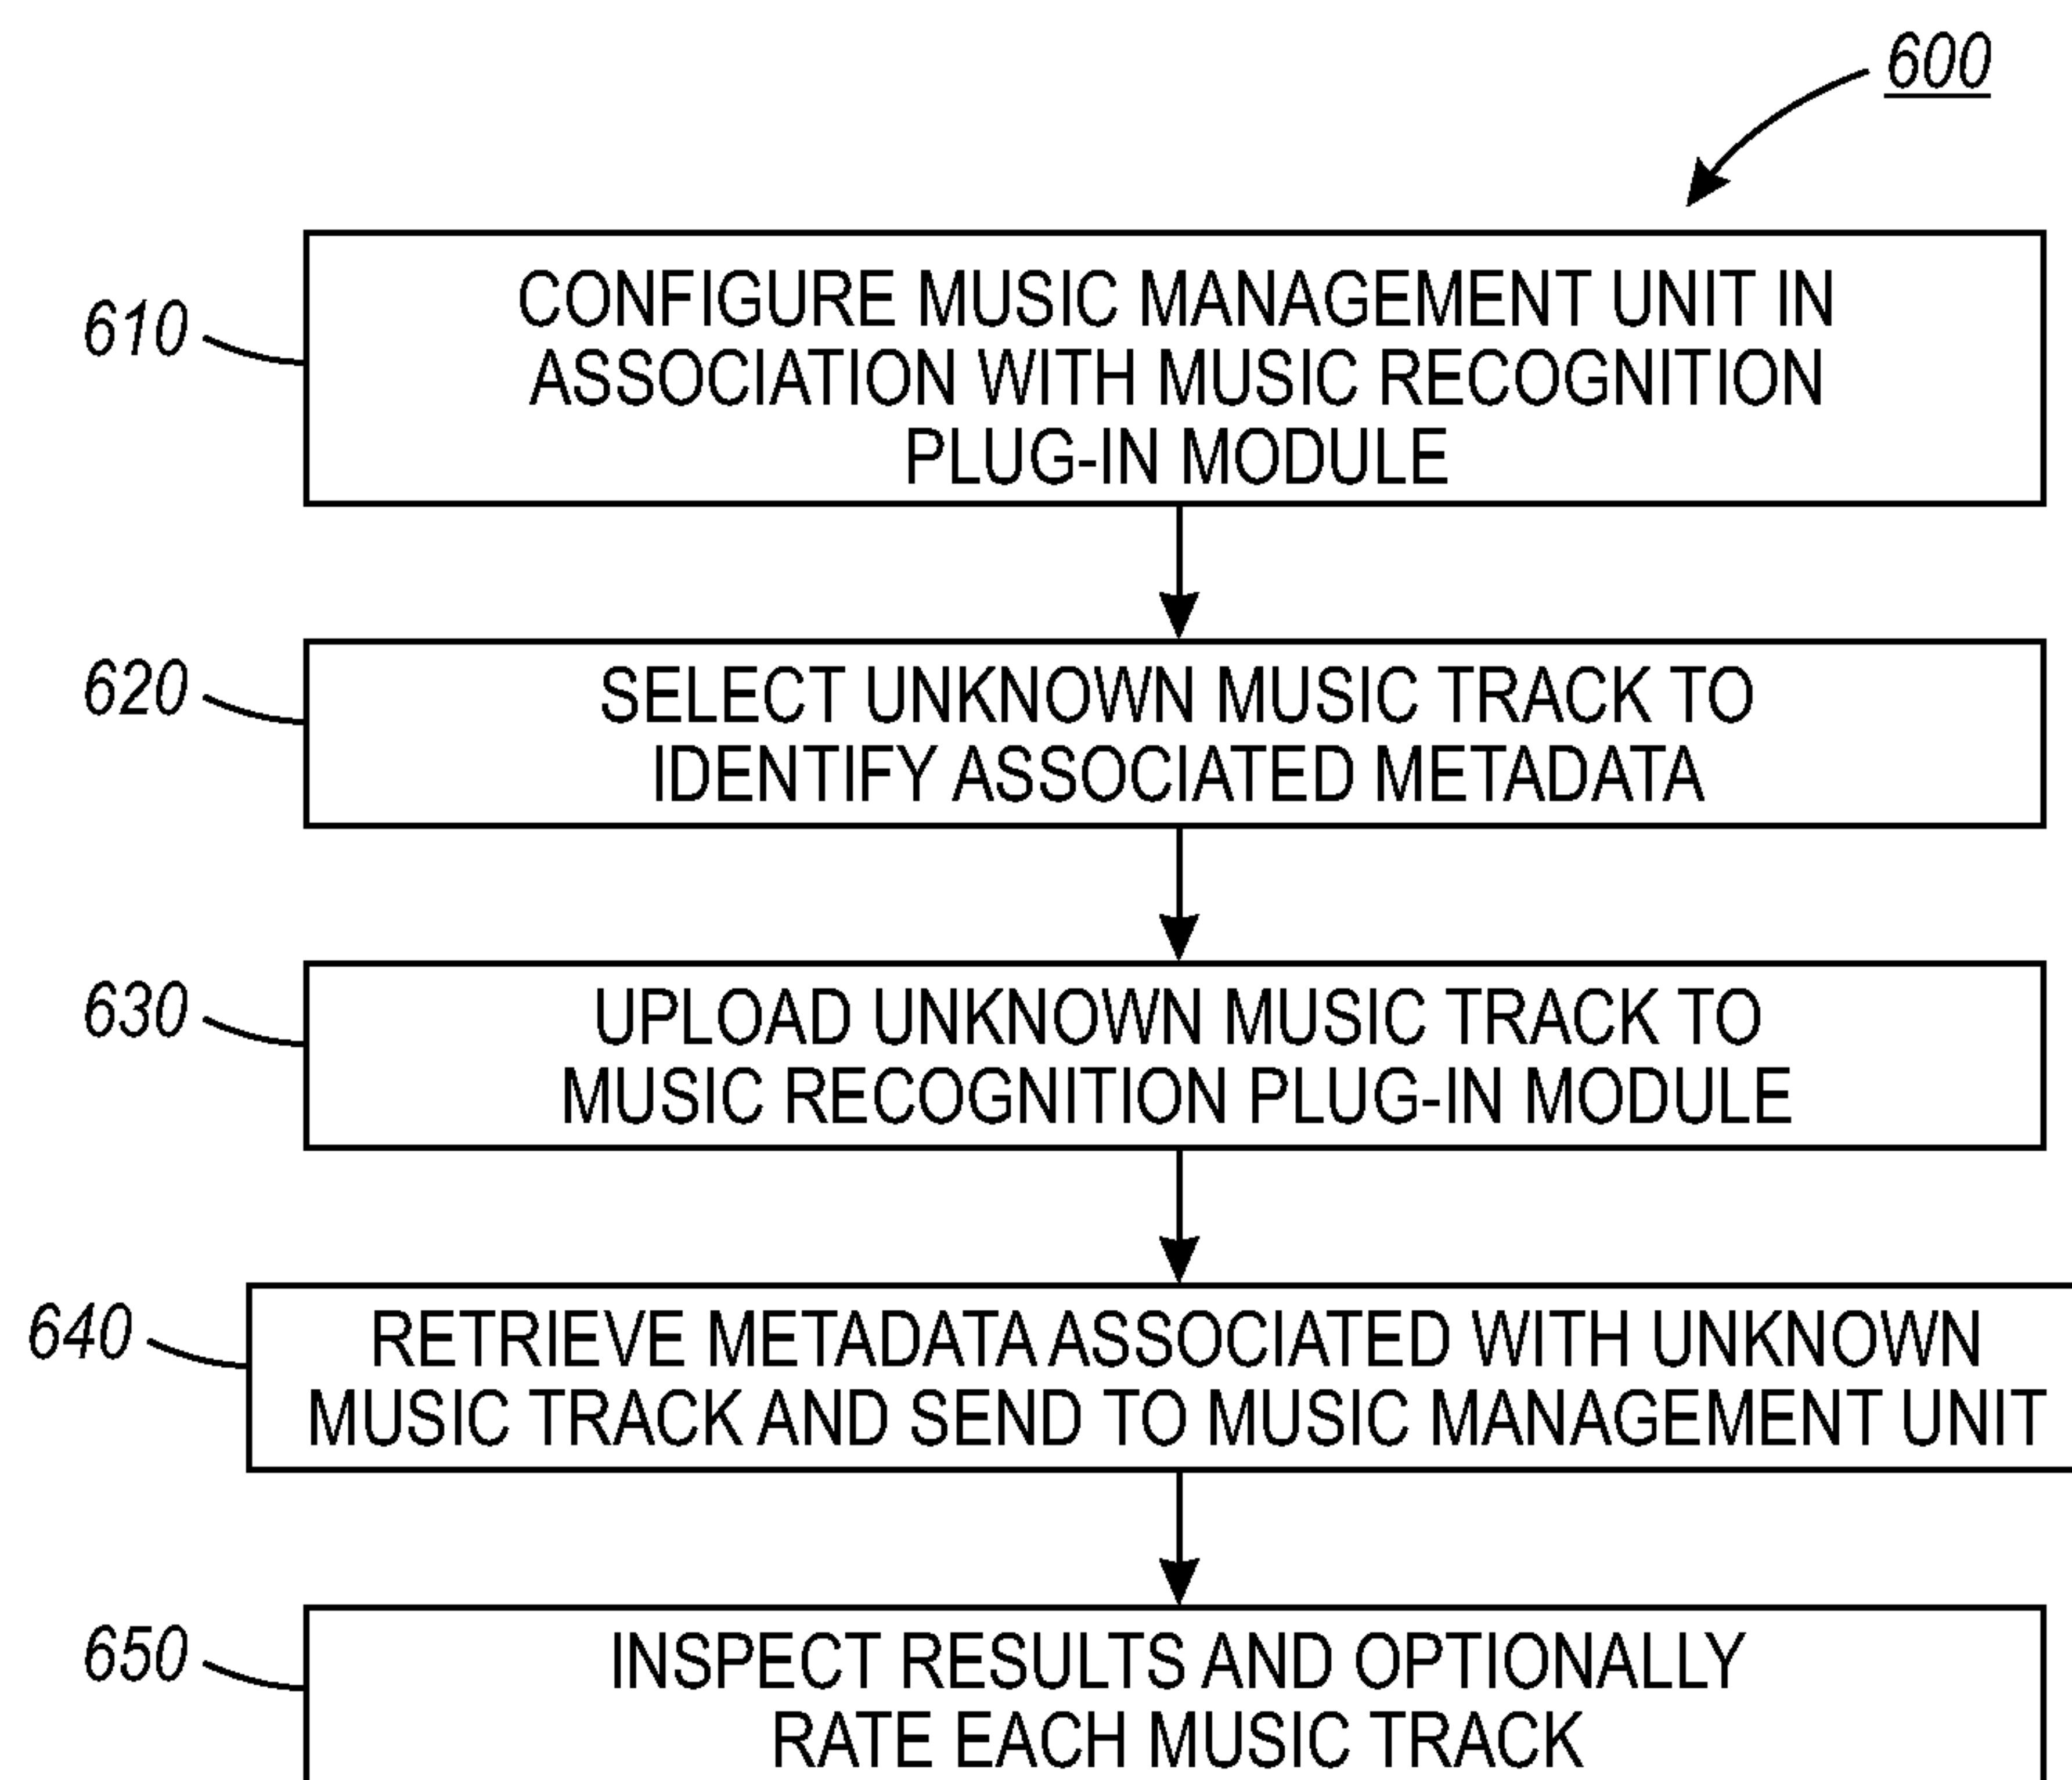 600
610
CONFIGURE MUSIC MANAGEMENT UNIT IN
ASSOCIATION WITH MUSIC RECOGNITION
PLUG-IN MODULE
620
SELECT UNKNOWN MUSIC TRACK TO
IDENTIFY ASSOCIATED METADATA
630
UPLOAD UNKNOWN MUSIC TRACK TO
MUSIC RECOGNITION PLUG-IN MODULE
640
RETRIEVE METADATA ASSOCIATED WITH UNKNOWN
MUSIC TRACK AND SEND TO MUSIC MANAGEMENT UNIT
650
INSPECT RESULTS AND OPTIONALLY
RATE EACH MUSIC TRACK